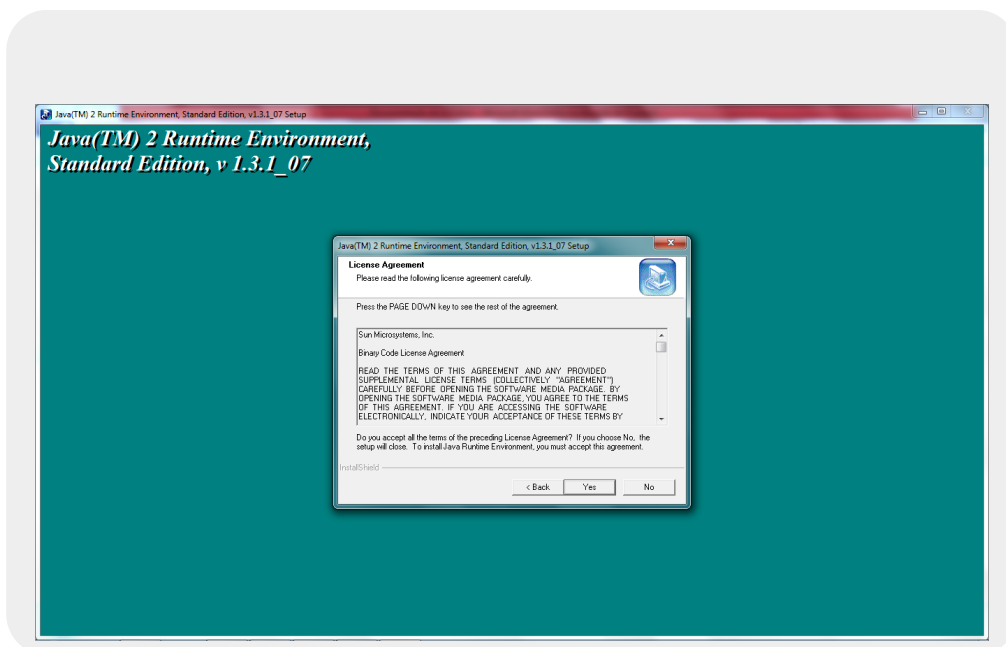 Java(TM) 2 Runtime Environment, Standard Edition, v1.3.1_07 Setup
Java(TM) 2 Runtime Environment,
Standard Edition, v 1.3.1_07
Java(TM) 2 Runtime Environment, Standard Edition, v1.3.1_07 Setup
License Agreement
Please read the following license agreement carefully.
Press the PAGE DOWN key to see the rest of the agreement.
Sun Microsystems, Inc.
Binary Code License Agreement
READ THE TERMS OF THIS AGREEMENT AND ANY PROVIDED
SUPPLEMENTAL LICENSE TERMS (COLLECTIVELY "AGREEMENT")
CAREFULLY BEFORE OPENING THE SOFTWARE MEDIA PACKAGE. BY
OPENING THE SOFTWARE MEDIA PACKAGE, YOU AGREE TO THE TERMS
OF THIS AGREEMENT. IF YOU ARE ACCESSING THE SOFTWARE
ELECTRONICALLY, INDICATE YOUR ACCEPTANCE OF THESE TERMS BY
Do you accept all the terms of the preceding License Agreement? If you choose No, the
setup will close. To install Java Runtime Environment, you must accept this agreement.
InstallShield
< Back
Yes
No